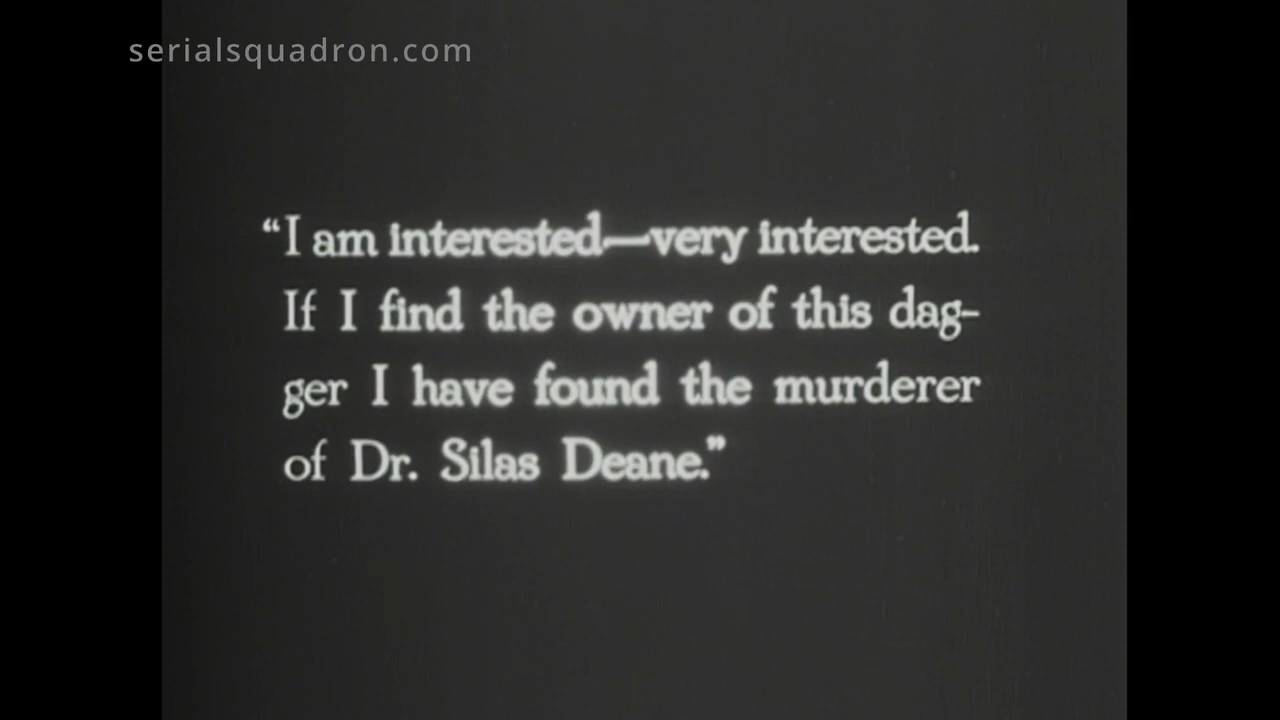 serialsquadron.com
“I am interested—very interested.
If I find the owner of this dag-
ger I have found the murderer
of Dr. Silas Deane.”